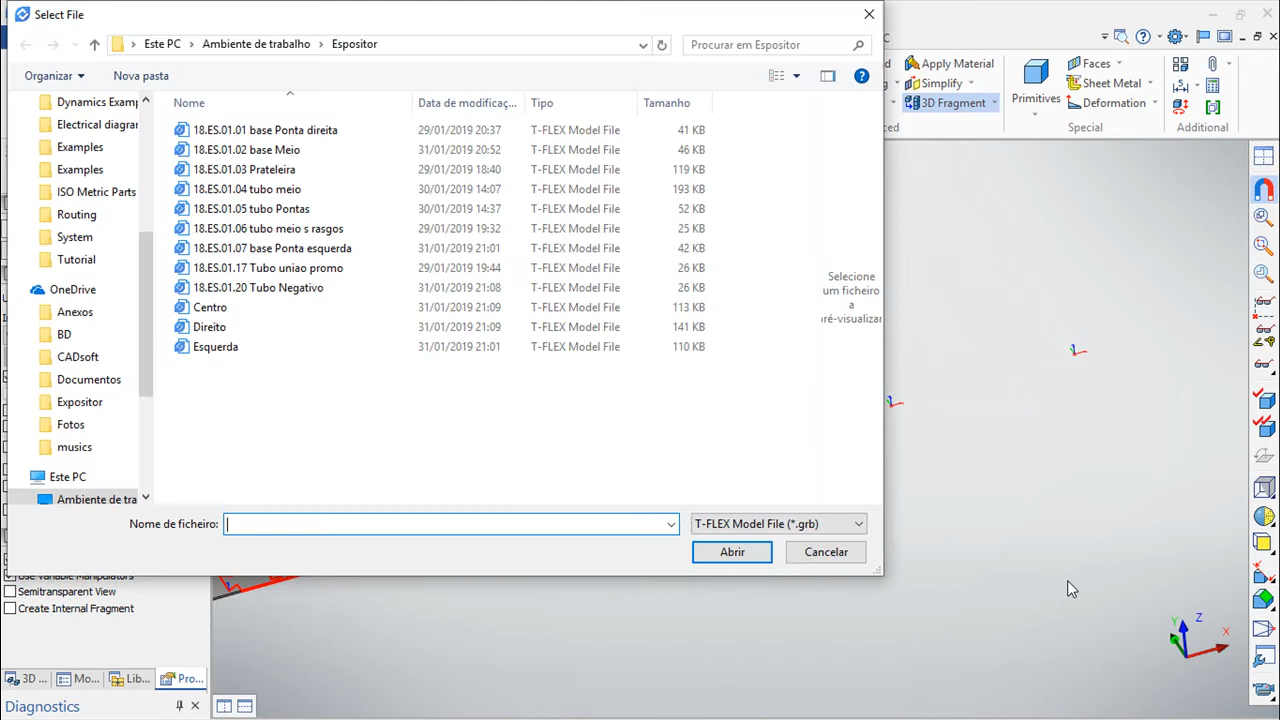 Select File
Este PC > Ambiente de trabalho > Espositor
Procurar em Espositor
Organizar
Nova pasta
Nome
Data de modificaç...
Tipo
Tamanho
Dynamics Examp
Electrical diagran
Examples
Examples
ISO Metric Parts
Routing
System
Tutorial
OneDrive
Anexos
BD
CADsoft
Documentos
Expositor
Fotos
musics
Este PC
Ambiente de tra
18.ES.01.01 base Ponta direita 29/01/2019 20:37 T-FLEX Model File 41 KB
18.ES.01.02 base Meio 31/01/2019 20:52 T-FLEX Model File 46 KB
18.ES.01.03 Prateleira 29/01/2019 18:40 T-FLEX Model File 119 KB
18.ES.01.04 tubo meio 30/01/2019 14:07 T-FLEX Model File 193 KB
18.ES.01.05 tubo Pontas 30/01/2019 14:37 T-FLEX Model File 52 KB
18.ES.01.06 tubo meio s rasgos 29/01/2019 19:32 T-FLEX Model File 25 KB
18.ES.01.07 base Ponta esquerda 31/01/2019 21:01 T-FLEX Model File 42 KB
18.ES.01.17 Tubo uniao promo 29/01/2019 19:44 T-FLEX Model File 26 KB
18.ES.01.20 Tubo Negativo 31/01/2019 21:08 T-FLEX Model File 26 KB
Centro 31/01/2019 21:09 T-FLEX Model File 113 KB
Direito 31/01/2019 21:09 T-FLEX Model File 141 KB
Esquerda 31/01/2019 21:01 T-FLEX Model File 110 KB
Selecione
um ficheiro
a
pré-visualizar
Nome de ficheiro:
T-FLEX Model File (*.grb)
Abrir
Cancelar
Apply Material
Simplify
3D Fragment
Primitives
Faces
Sheet Metal
Deformation
Special
Additional
Semitransparent View
Create Internal Fragment
3D ...
Mo...
Lib...
Pro...
Diagnostics
Y
Z
X